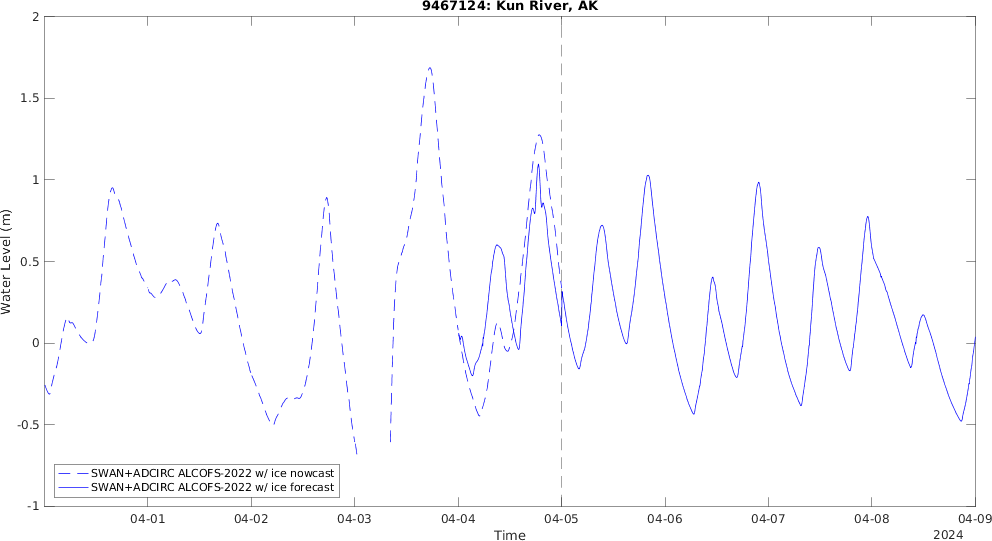 9467124: Kun River, AK
2
1.5
1
0.5
0
-0.5
-1
Water Level (m)
SWAN+ADCIRC ALCOFS-2022 w/ ice nowcast
SWAN+ADCIRC ALCOFS-2022 w/ ice forecast
04-01 04-02 04-03 04-04 04-05 04-06 04-07 04-08 04-09
Time
2024